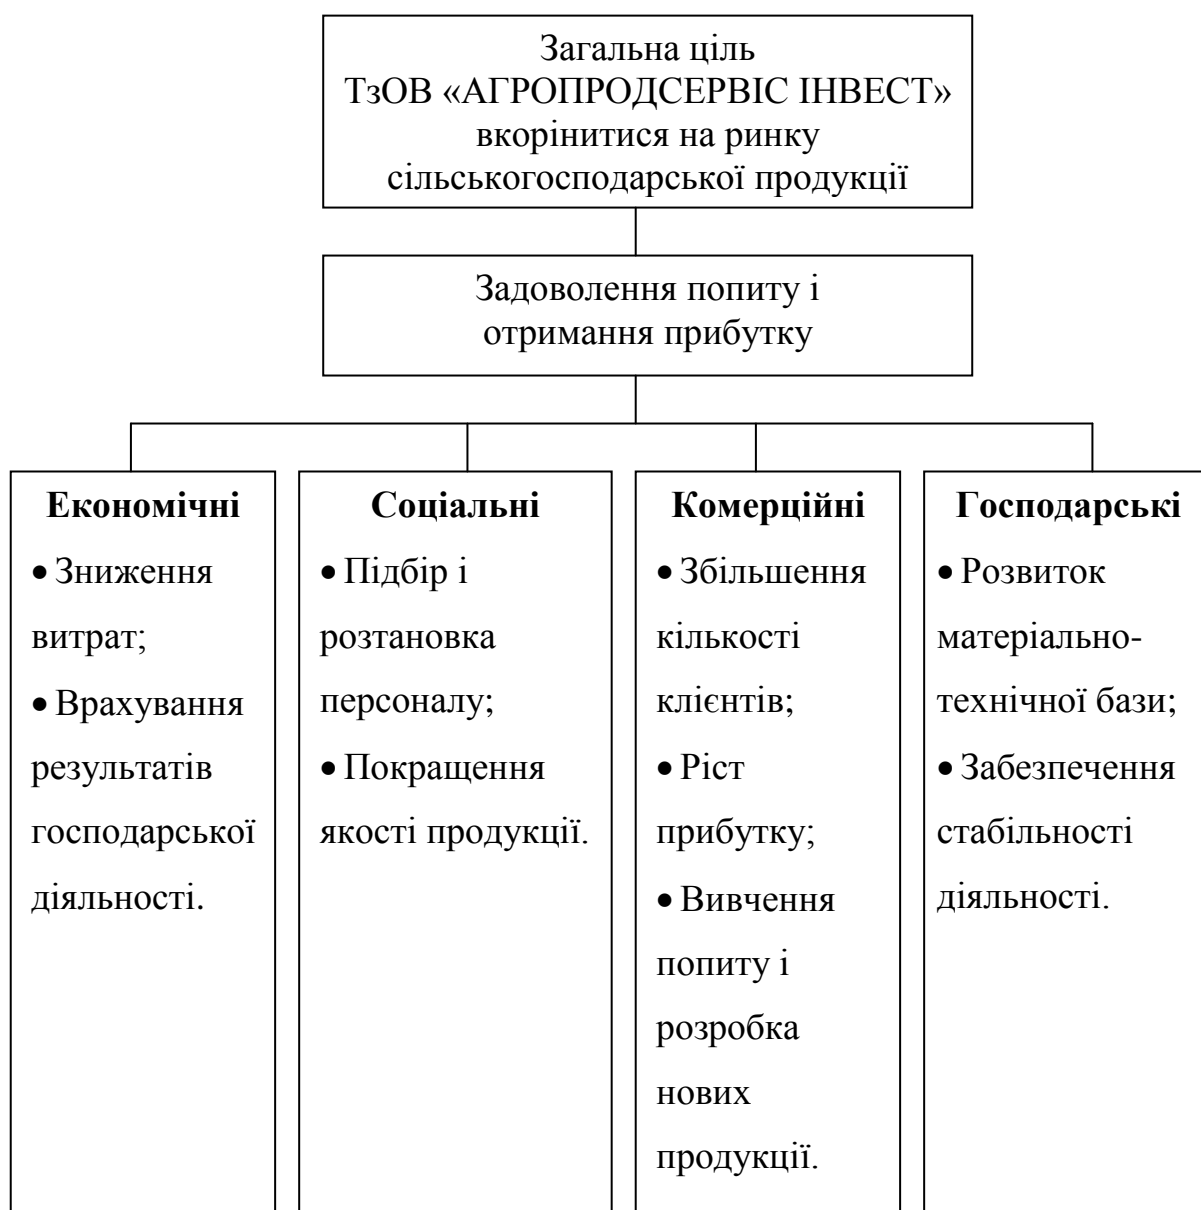 Загальна ціль
ТзОВ «АГРОПРОДСЕРВІС ІНВЕСТ»
вкорінитися на ринку
сільськогосподарської продукції
Задоволення попиту і
отримання прибутку
Економічні
• Зниження
витрат;
• Врахування
результатів
господарської
діяльності.
Соціальні
• Підбір і
розтановка
персоналу;
• Покращення
якості продукції.
Комерційні
• Збільшення
кількості
клієнтів;
• Ріст
прибутку;
• Вивчення
попиту і
розробка
нових
продукції.
Господарські
• Розвиток
матеріально-
технічної бази;
• Забезпечення
стабільності
діяльності.